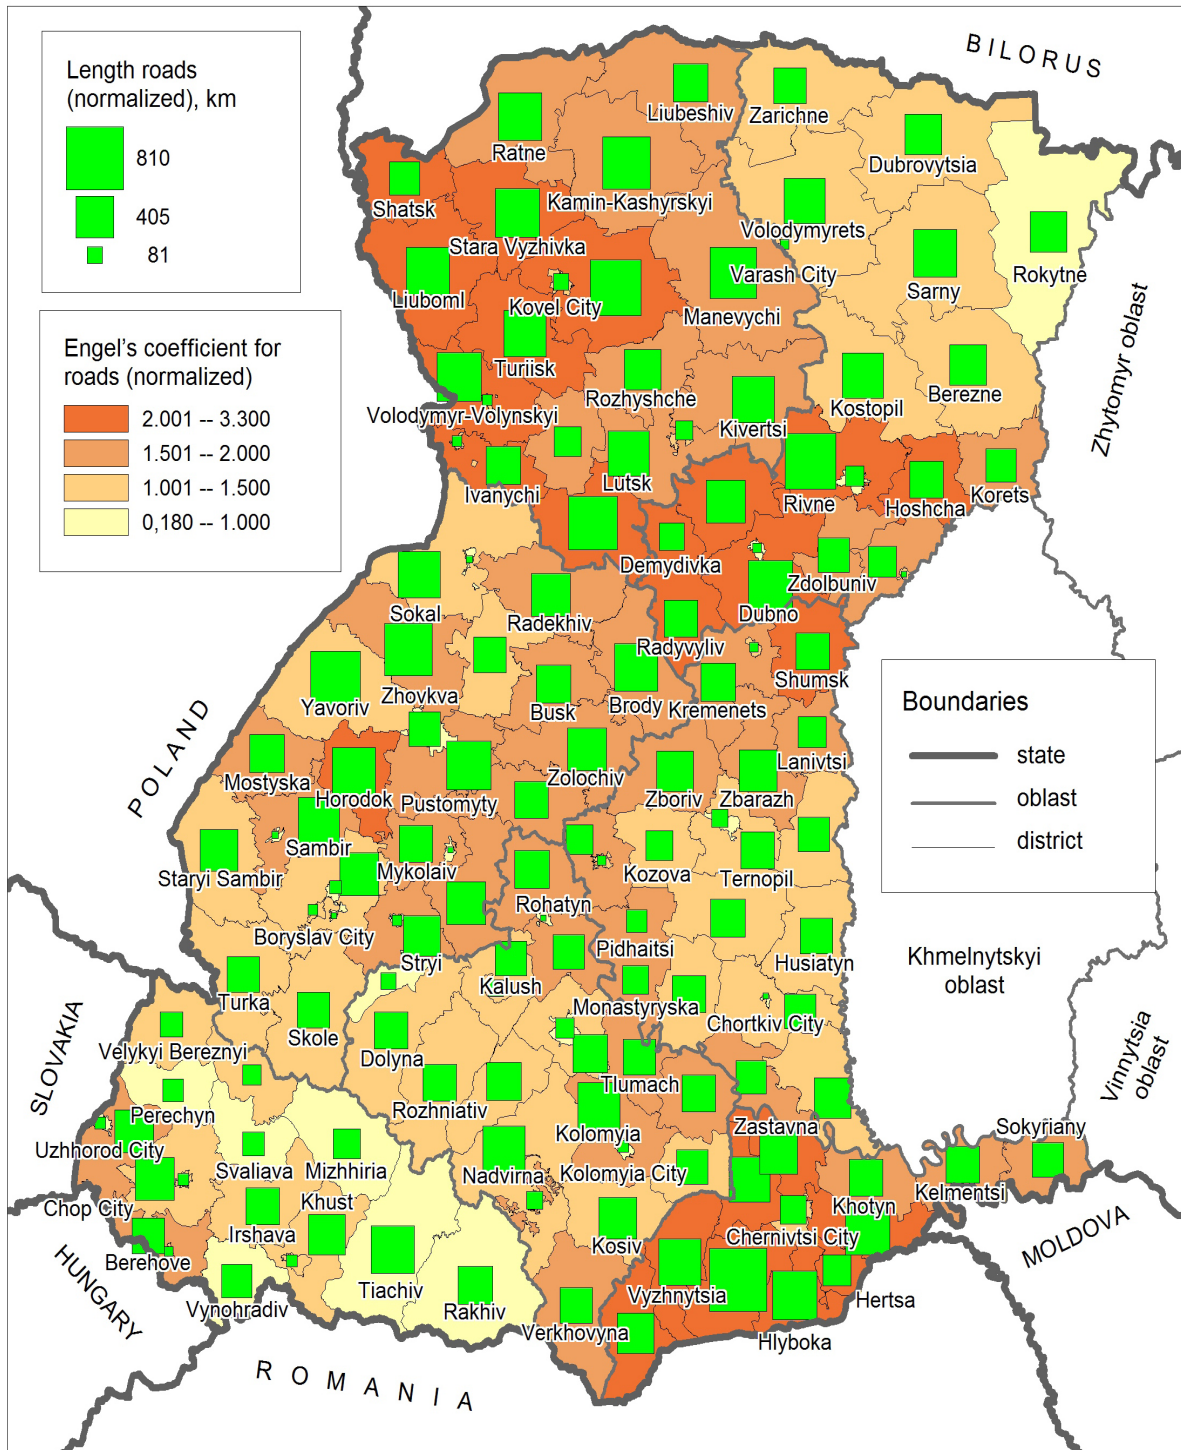 Length roads
(normalized), km
810
405
81
Engel's coefficient for
roads (normalized)
2.001 -- 3.300
1.501 -- 2.000
1.001 -- 1.500
0,180 -- 1.000
Boundaries
state
oblast
district
BILORUS
Liubeshiv
Zarichne
Ratne
Dubrovytsia
Shatsk
Kamin-Kashyrskyi
Volodymyrets
Stara Vyzhivka
Varash City
Rokytne
Liuboml
Kovel City
Sarny
Manevychi
Zhytomyr oblast
Turiisk
Rozhyshche
Berezne
Kostopil
Volodymyr-Volynskyi
Kivertsi
Ivanychi
Lutsk
Rivne
Hoshcha
Korets
Demydivka
Zdolbuniv
Sokal
Radekhiv
Dubno
Radyvyliv
Shumsk
Zhovkva
Yavoriv
Busk
Brody
Kremenets
POLAND
Mostyska
Horodok
Pustomyty
Zolochiv
Zboriv
Zbarazh
Lanivtsi
Sambir
Staryi Sambir
Mykolaiv
Kozova
Ternopil
Rohatyn
Boryslav City
Stryi
Pidhaitsi
Husiatyn
Khmelnytskyi
oblast
Turka
Skole
Kalush
Monastyryska
Chortkiv City
SLOVAKIA
Velykyi Bereznyi
Dolyna
Vinnytsia
oblast
Perechyn
Rozhniativ
Tlumach
Uzhhorod City
Svaliava
Mizhhiria
Kolomyia
Zastavna
Sokyriany
Nadvirna
Kolomyia City
Kelmentsi
Chop City
Khust
Khotyn
Irshava
Kosiv
Chernivtsi City
MOLDOVA
Berehove
HUNGARY
Vynohradiv
Tiachiv
Rakhiv
Vyzhnytsia
Hertsa
Verkhovyna
Hlyboka
ROMANIA